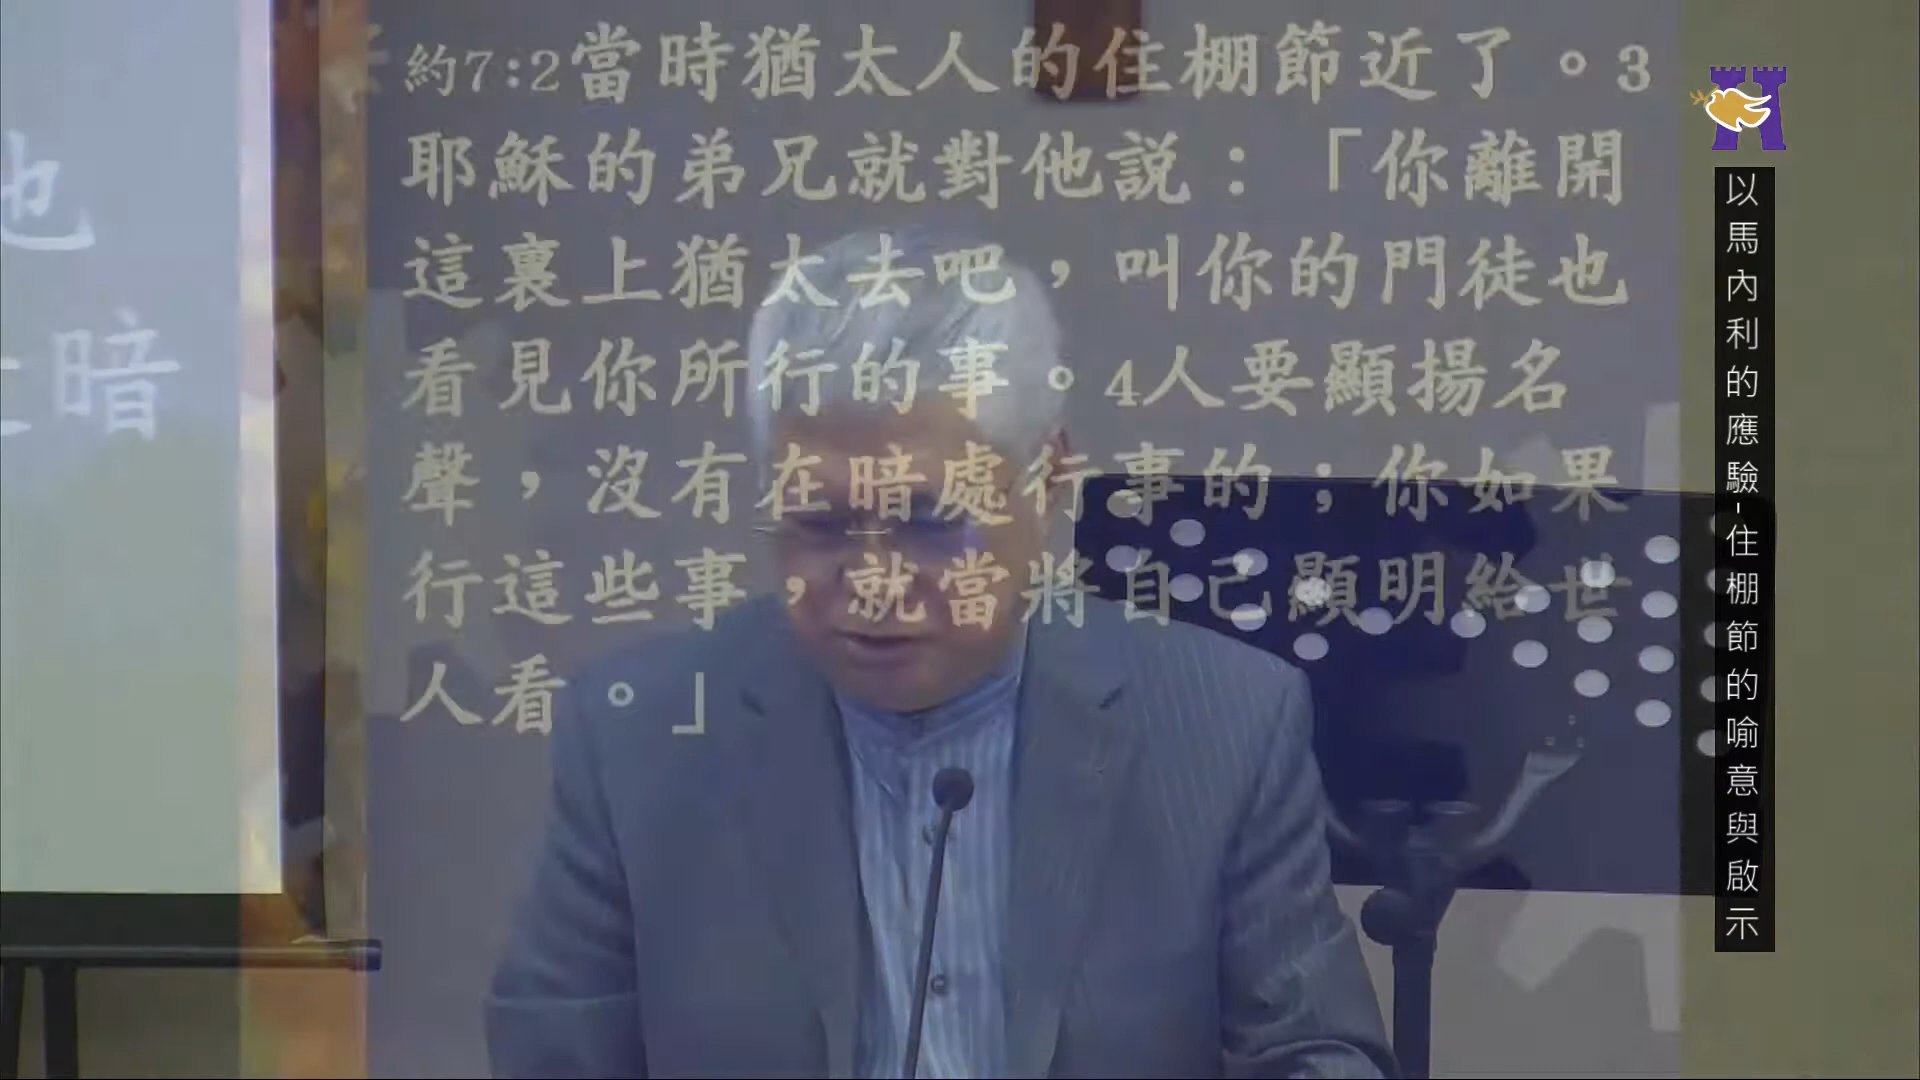 約7:2當時猶太人的住棚節近了。3
耶穌的弟兄就對他説：「你離開
這裏上猶太去吧，叫你的門徒也
看見你所行的事。4人要顯揚名
聲，沒有在暗處行事的；你如果
行這些事，就當將自己顯明給世
人看。」
也
暗
以馬內利的應驗-住棚節的喻意與啟示